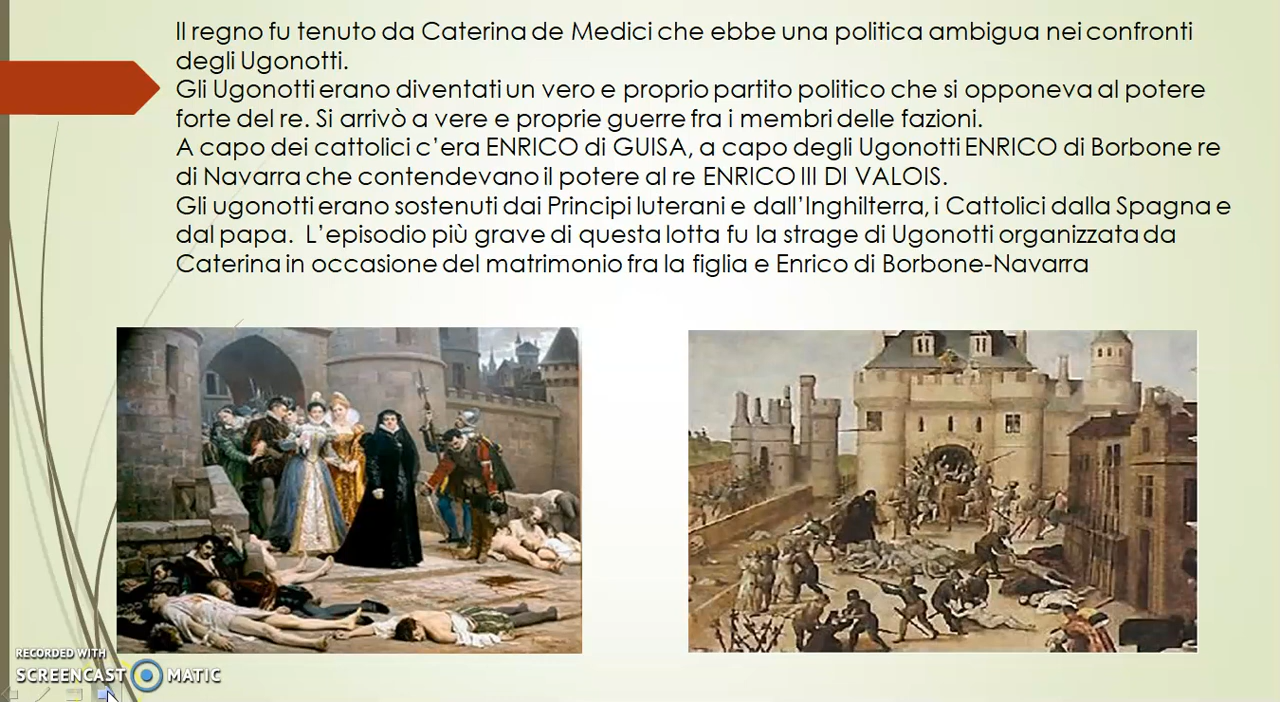 Il regno fu tenuto da Caterina de Medici che ebbe una politica ambigua nei confronti
degli Ugonotti.
Gli Ugonotti erano diventati un vero e proprio partito politico che si opponeva al potere
forte del re. Si arrivò a vere e proprie guerre fra i membri delle fazioni.
A capo dei cattolici c'era ENRICO di GUISA, a capo degli Ugonotti ENRICO di Borbone re
di Navarra che contendevano il potere al re ENRICO III DI VALOIS.
Gli ugonotti erano sostenuti dai Principi luterani e dall'Inghilterra, i Cattolici dalla Spagna e
dal papa. L'episodio più grave di questa lotta fu la strage di Ugonotti organizzata da
Caterina in occasione del matrimonio fra la figlia e Enrico di Borbone-Navarra
RECORDED WITH
SCREENCAST MATIC